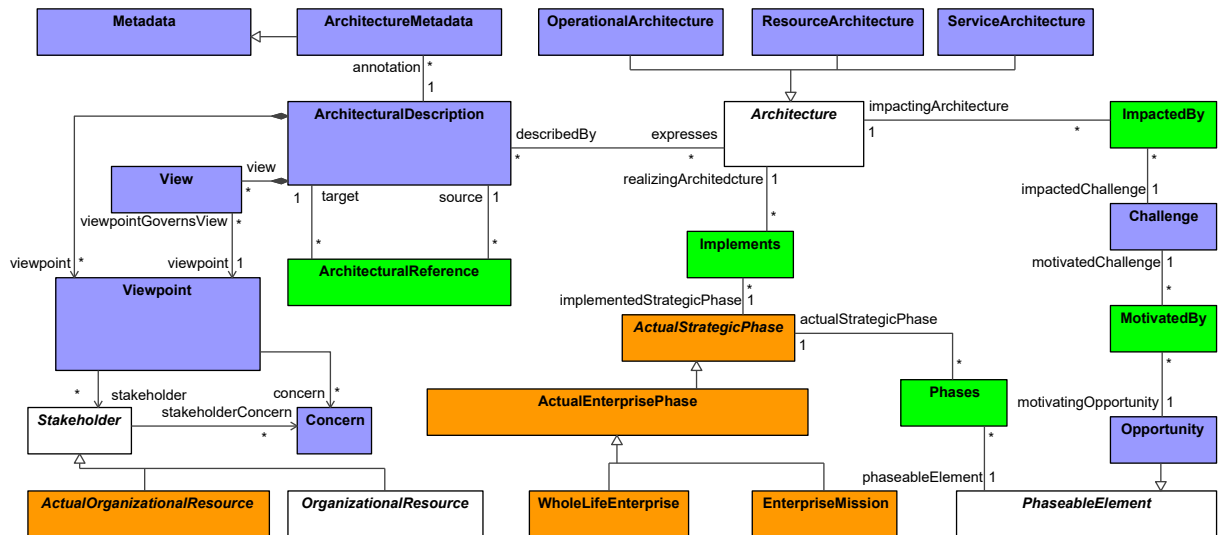 Metadata
ArchitectureMetadata
OperationalArchitecture
ResourceArchitecture
ServiceArchitecture
annotation
*
1
ArchitecturalDescription
describedBy
expresses
*
*
Architecture
impactingArchitecture
1
*
ImpactedBy
*
impactedChallenge
1
view
*
View
1
target
source
1
realizingArchitedcture
1
*
viewpointGovernsView
*
Challenge
motivatedChallenge
1
*
*
*
Implements
*
viewpoint
*
viewpoint
1
ArchitecturalReference
Viewpoint
implementedStrategicPhase
1
ActualStrategicPhase
actualStrategicPhase
1
*
MotivatedBy
*
motivatingOpportunity
1
*
stakeholder
concern
*
ActualEnterprisePhase
Phases
*
Stakeholder
stakeholderConcern
*
Concern
Opportunity
phaseableElement
1
ActualOrganizationalResource
OrganizationalResource
WholeLifeEnterprise
EnterpriseMission
PhaseableElement